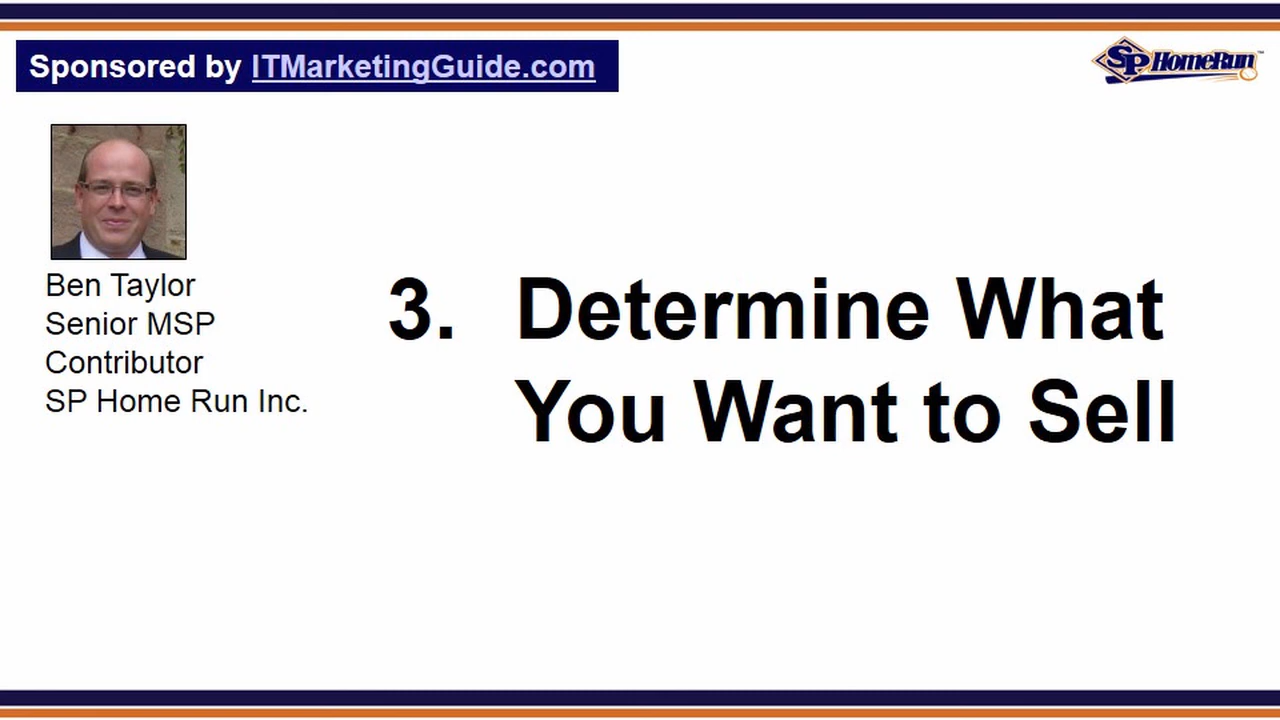 Sponsored by ITMarketingGuide.com
SP HomeRun™
Ben Taylor
Senior MSP
Contributor
SP Home Run Inc.
3. Determine What
You Want to Sell